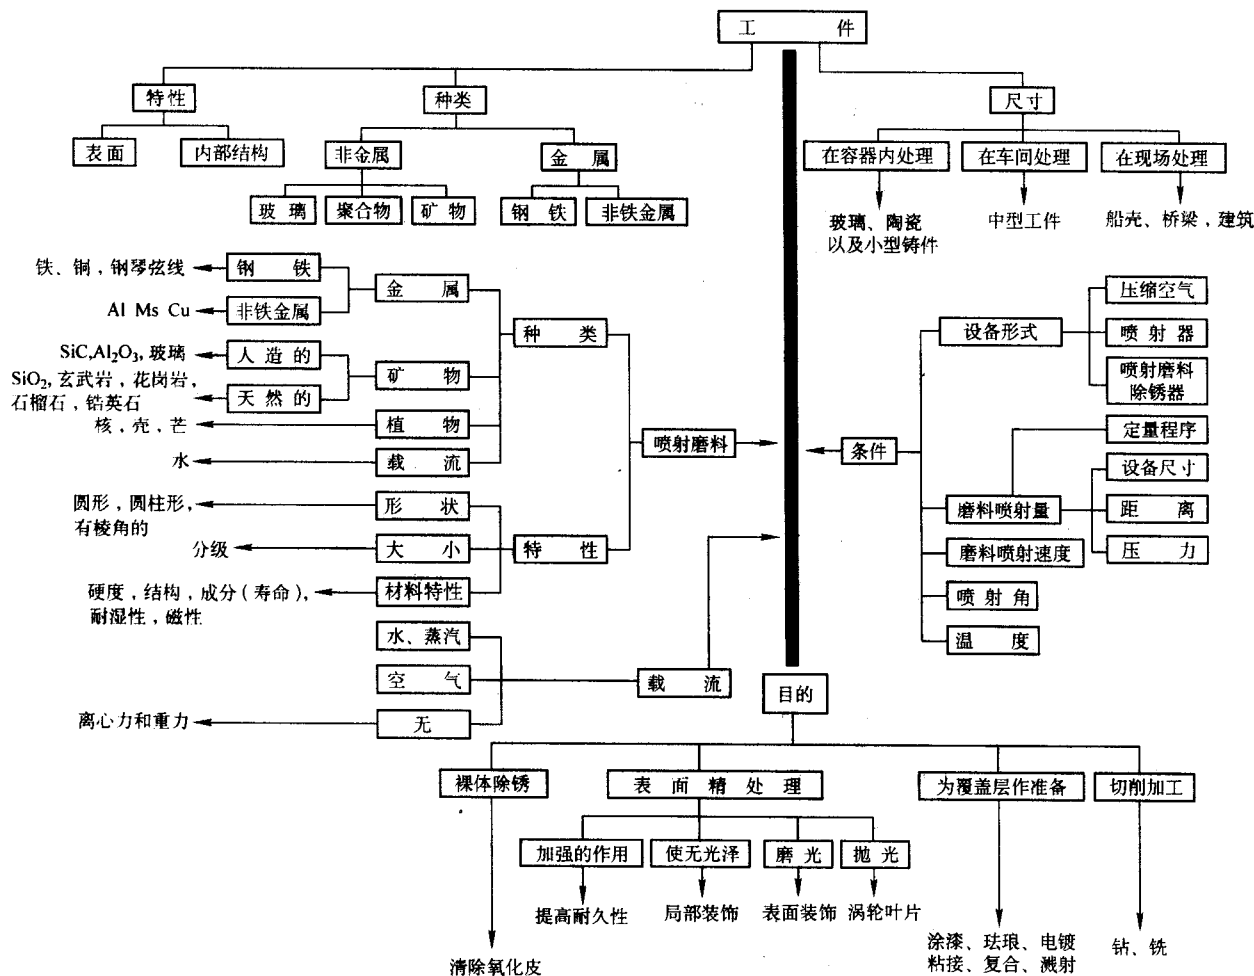 工 件
特性
种类
尺寸
表面
内部结构
非金属
金 属
在容器内处理
在车间处理
在现场处理
玻 璃
聚合物
矿 物
钢 铁
非铁金属
玻璃、陶瓷
以及小型铸件
中型工件
船壳、桥梁，建筑
铁、铜，钢琴弦线
钢 铁
金 属
Al Ms Cu
非铁金属
种 类
SiC,Al₂O₃, 玻璃
人 造 的
矿 物
SiO₂, 玄武岩，花岗岩，
石榴石，锆英石
天 然 的
核，壳，芒
植 物
水
载 流
喷射磨料
圆形，圆柱形，
有棱角的
形 状
分级
大 小
特 性
硬度，结构，成分（寿命），
耐湿性，磁性
材料特性
水、蒸汽
空 气
载 流
离心力和重力
无
压缩空气
设备形式
喷 射 器
喷射磨料
除锈器
定量程序
条件
设备尺寸
磨料喷射量
距 离
磨料喷射速度
压 力
喷 射 角
温 度
目的
裸体除锈
表 面 精 处 理
为覆盖层作准备
切削加工
加强的作用
使无光泽
磨 光
抛 光
提高耐久性
局部装饰
表面装饰
涡轮叶片
清除氧化皮
涂漆、珐琅、电镀
粘接、复合、溅射
钻、铣